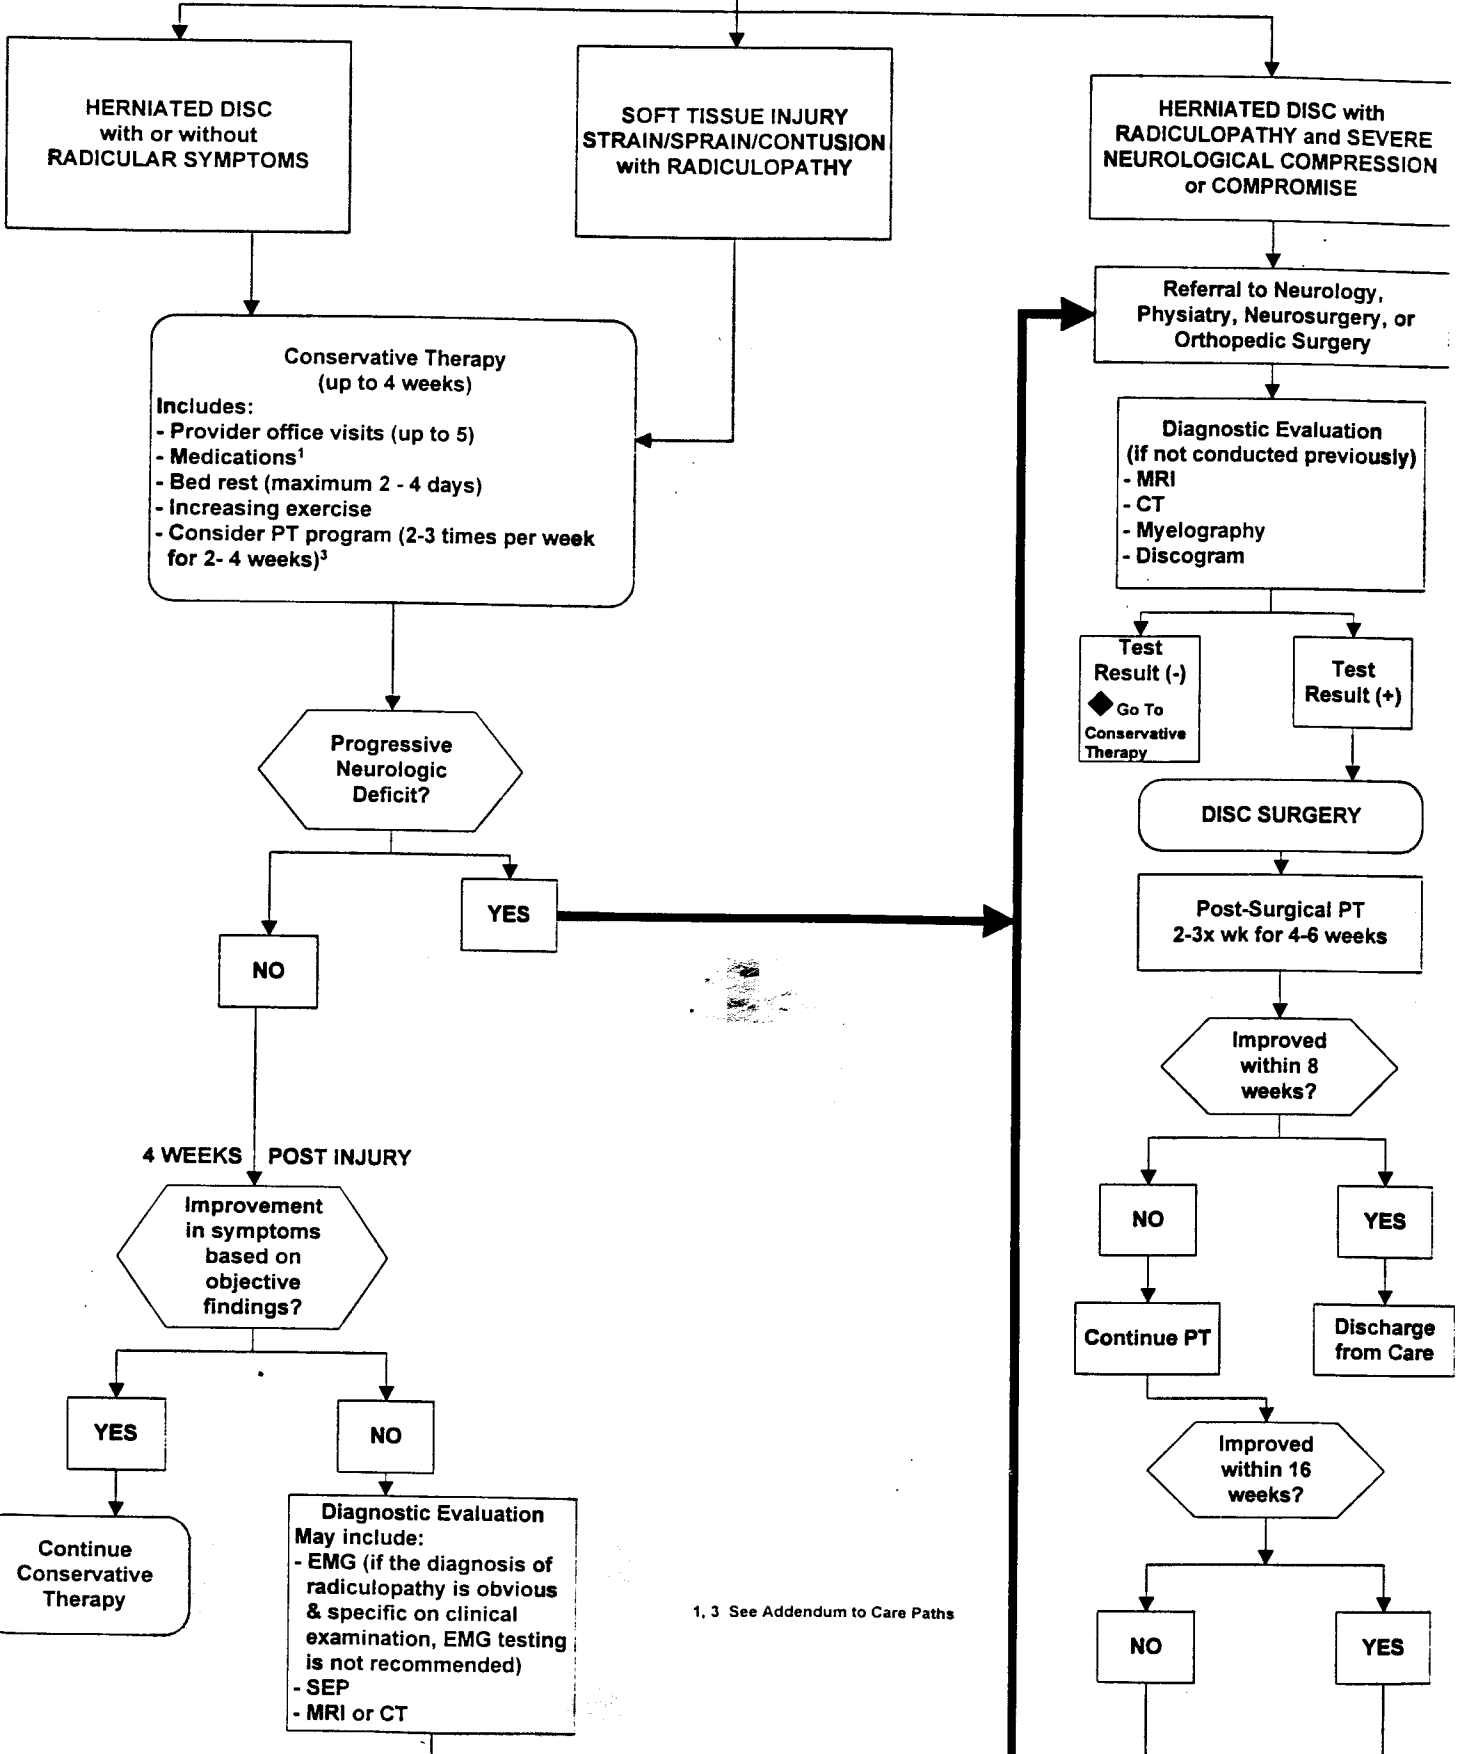 HERNIATED DISC
with or without
RADICULAR SYMPTOMS
SOFT TISSUE INJURY
STRAIN/SPRAIN/CONTUSION
with RADICULOPATHY
HERNIATED DISC with
RADICULOPATHY and SEVERE
NEUROLOGICAL COMPRESSION
or COMPROMISE
Conservative Therapy
(up to 4 weeks)
Includes:
- Provider office visits (up to 5)
- Medications¹
- Bed rest (maximum 2 - 4 days)
- Increasing exercise
- Consider PT program (2-3 times per week
for 2- 4 weeks)³
Progressive
Neurologic
Deficit?
YES
NO
4 WEEKS POST INJURY
Improvement
in symptoms
based on
objective
findings?
YES
NO
Continue
Conservative
Therapy
Diagnostic Evaluation
May include:
- EMG (if the diagnosis of
radiculopathy is obvious
& specific on clinical
examination, EMG testing
is not recommended)
- SEP
- MRI or CT
1, 3 See Addendum to Care Paths
Referral to Neurology,
Physiatry, Neurosurgery, or
Orthopedic Surgery
Diagnostic Evaluation
(if not conducted previously)
- MRI
- CT
- Myelography
- Discogram
Test
Result (-)
◆ Go To
Conservative
Therapy
Test
Result (+)
DISC SURGERY
Post-Surgical PT
2-3x wk for 4-6 weeks
Improved
within 8
weeks?
NO
YES
Continue PT
Discharge
from Care
Improved
within 16
weeks?
NO
YES